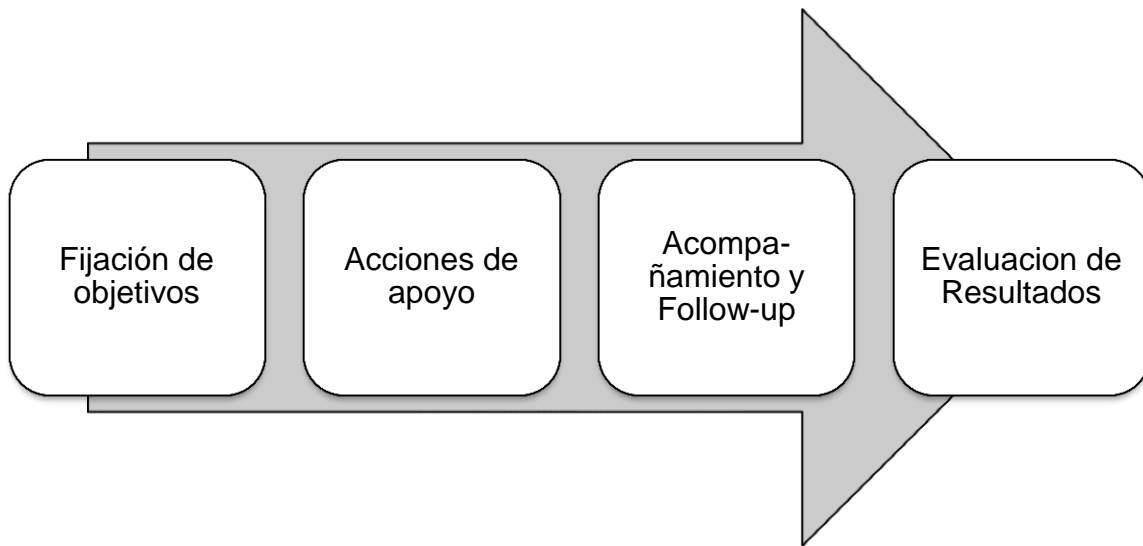 Fijación de
objetivos
Acciones de
apoyo
Acompa-
ñamiento y
Follow-up
Evaluacion de
Resultados